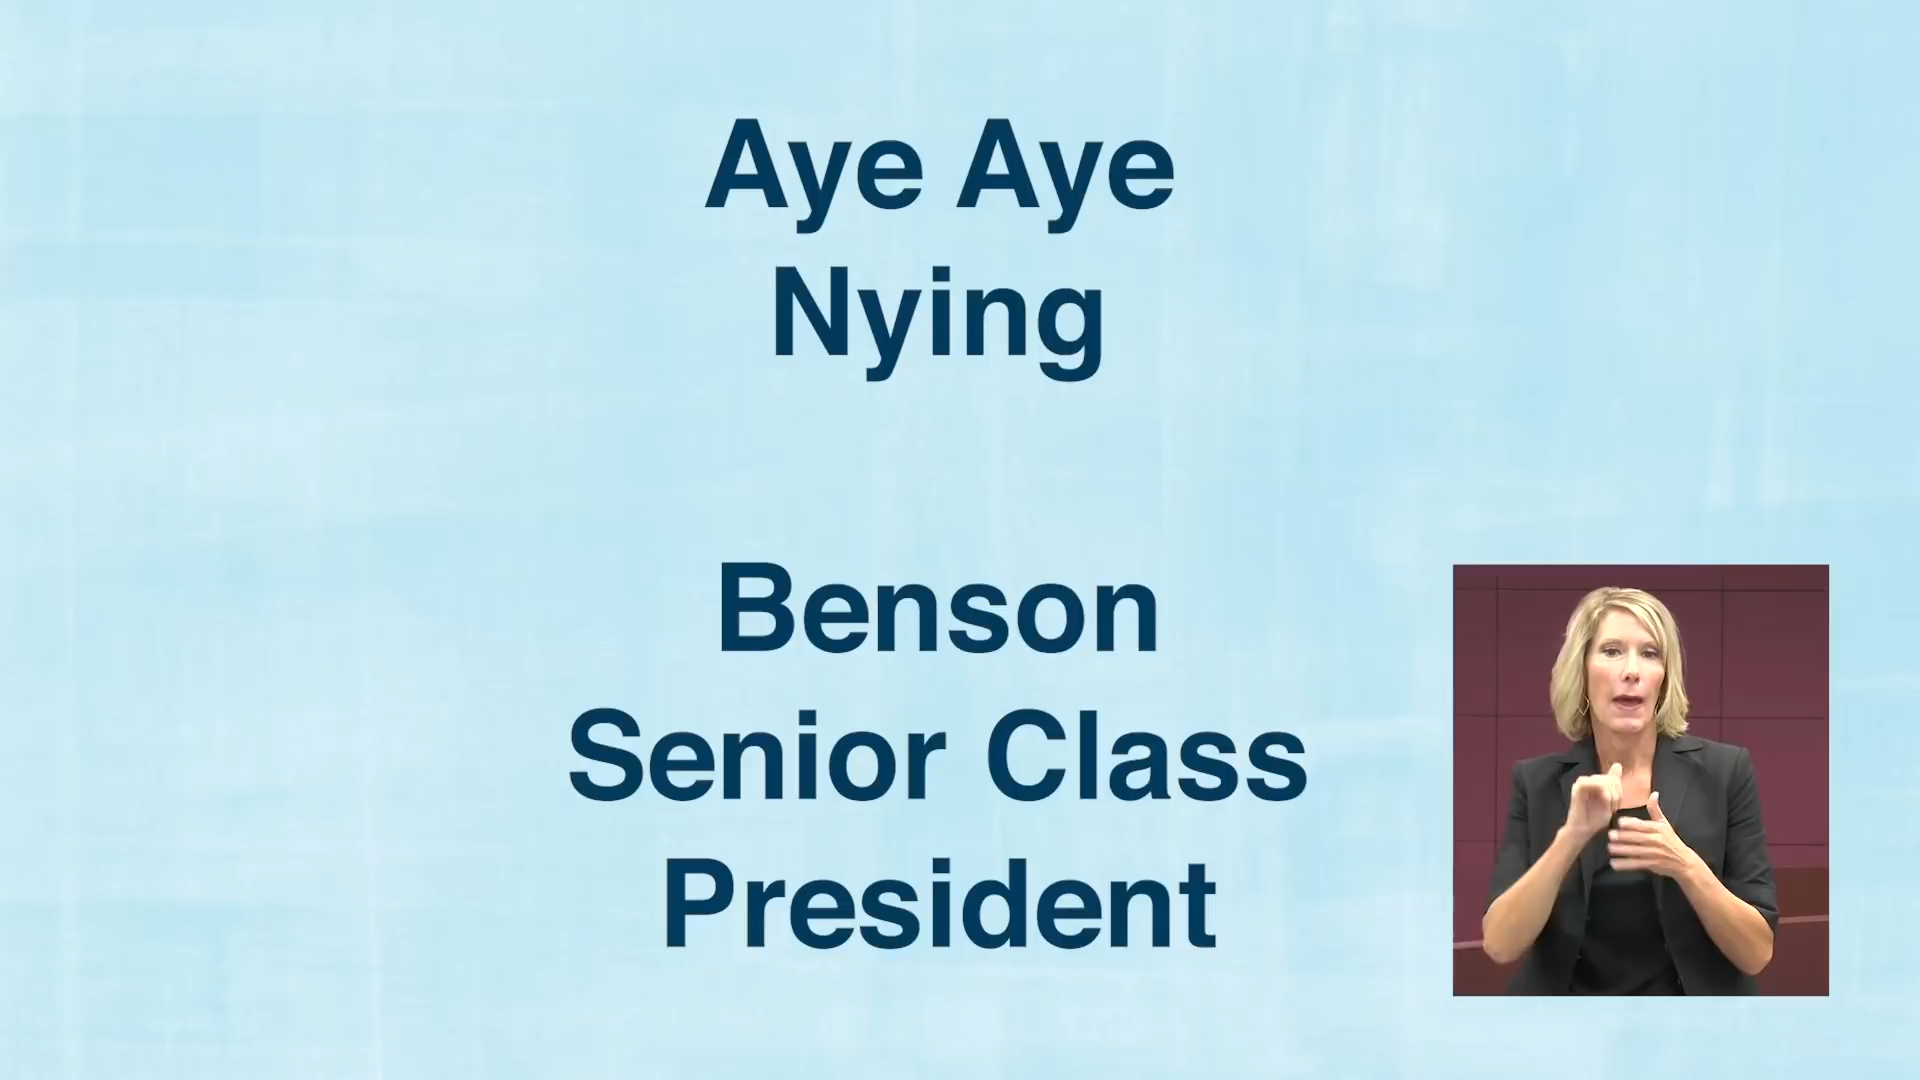 Aye Aye
Nying
Benson
Senior Class
President